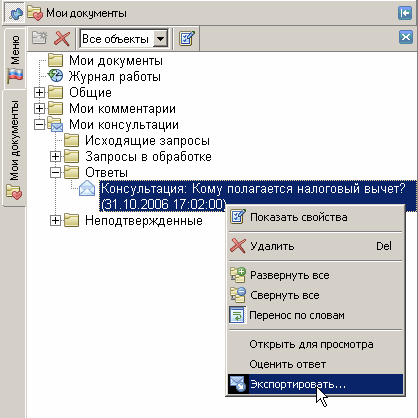 Мои документы
Меню
Мои документы
Все объекты
Мои документы
Журнал работы
Общие
Мои комментарии
Мои консультации
Исходящие запросы
Запросы в обработке
Ответы
Консультация: Кому полагается налоговый вычет?
(31.10.2006 17:02:00)
Неподтвержденные
Показать свойства
Удалить Del
Развернуть все
Свернуть все
Перенос по словам
Открыть для просмотра
Оценить ответ
Экспортировать...